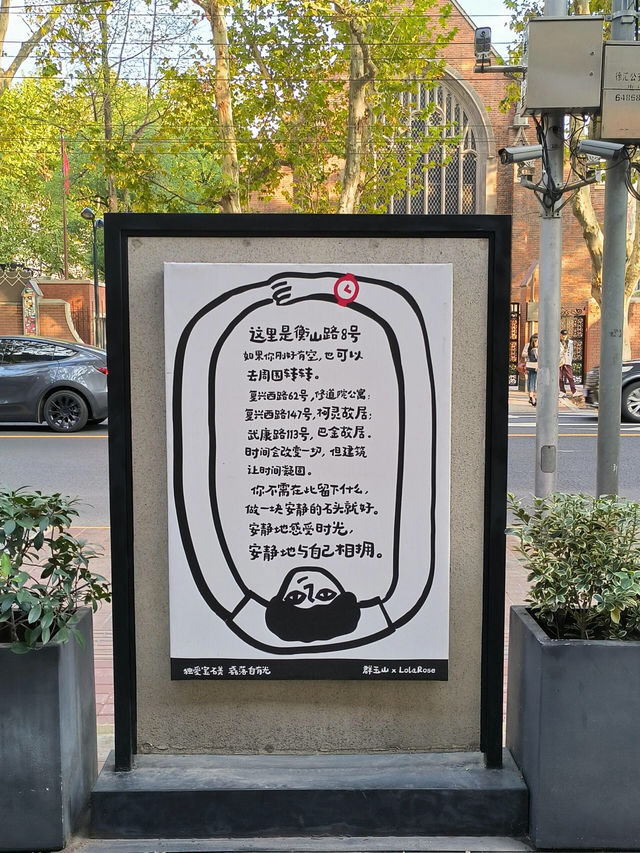 这里是衡山路8号
如果你刚好有空，也可以
去周围转转。
复兴西路62号，修道院公寓；
复兴西路147号，柯灵故居；
武康路113号，巴金故居。
时间会改变一切，但建筑
让时间凝固。
你不需在此留下什么，
做一块安静的石头就好。
安静地感受时光，
安静地与自己相拥。
独爱宝石美 磊落自有光
群玉山 x LolaRose